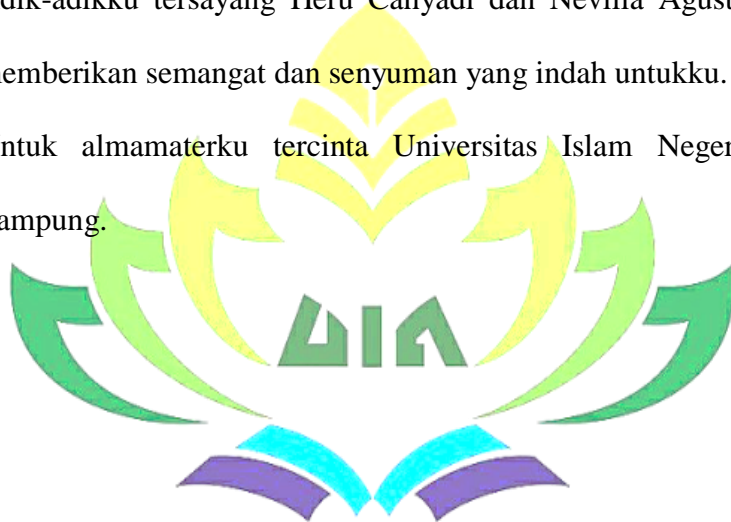 dik-adikku tersayang Heru Cahyadi dan Agust
memberikan semangat dan senyuman yang indah untukku.
ntuk almamaterku tercinta Universitas Islam Neger
ampung.
UIN